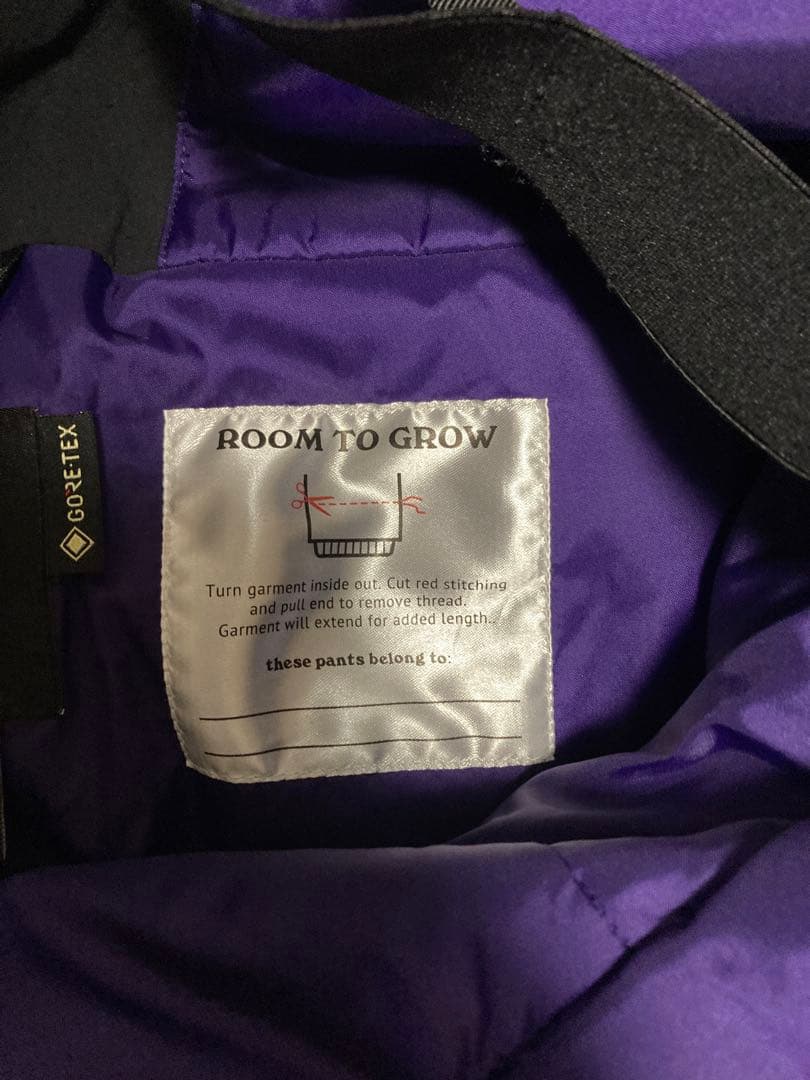 GORE-TEX
ROOM TO GROW
Turn garment inside out. Cut red stitching
and pull end to remove thread.
Garment will extend for added length..
these pants belong to: